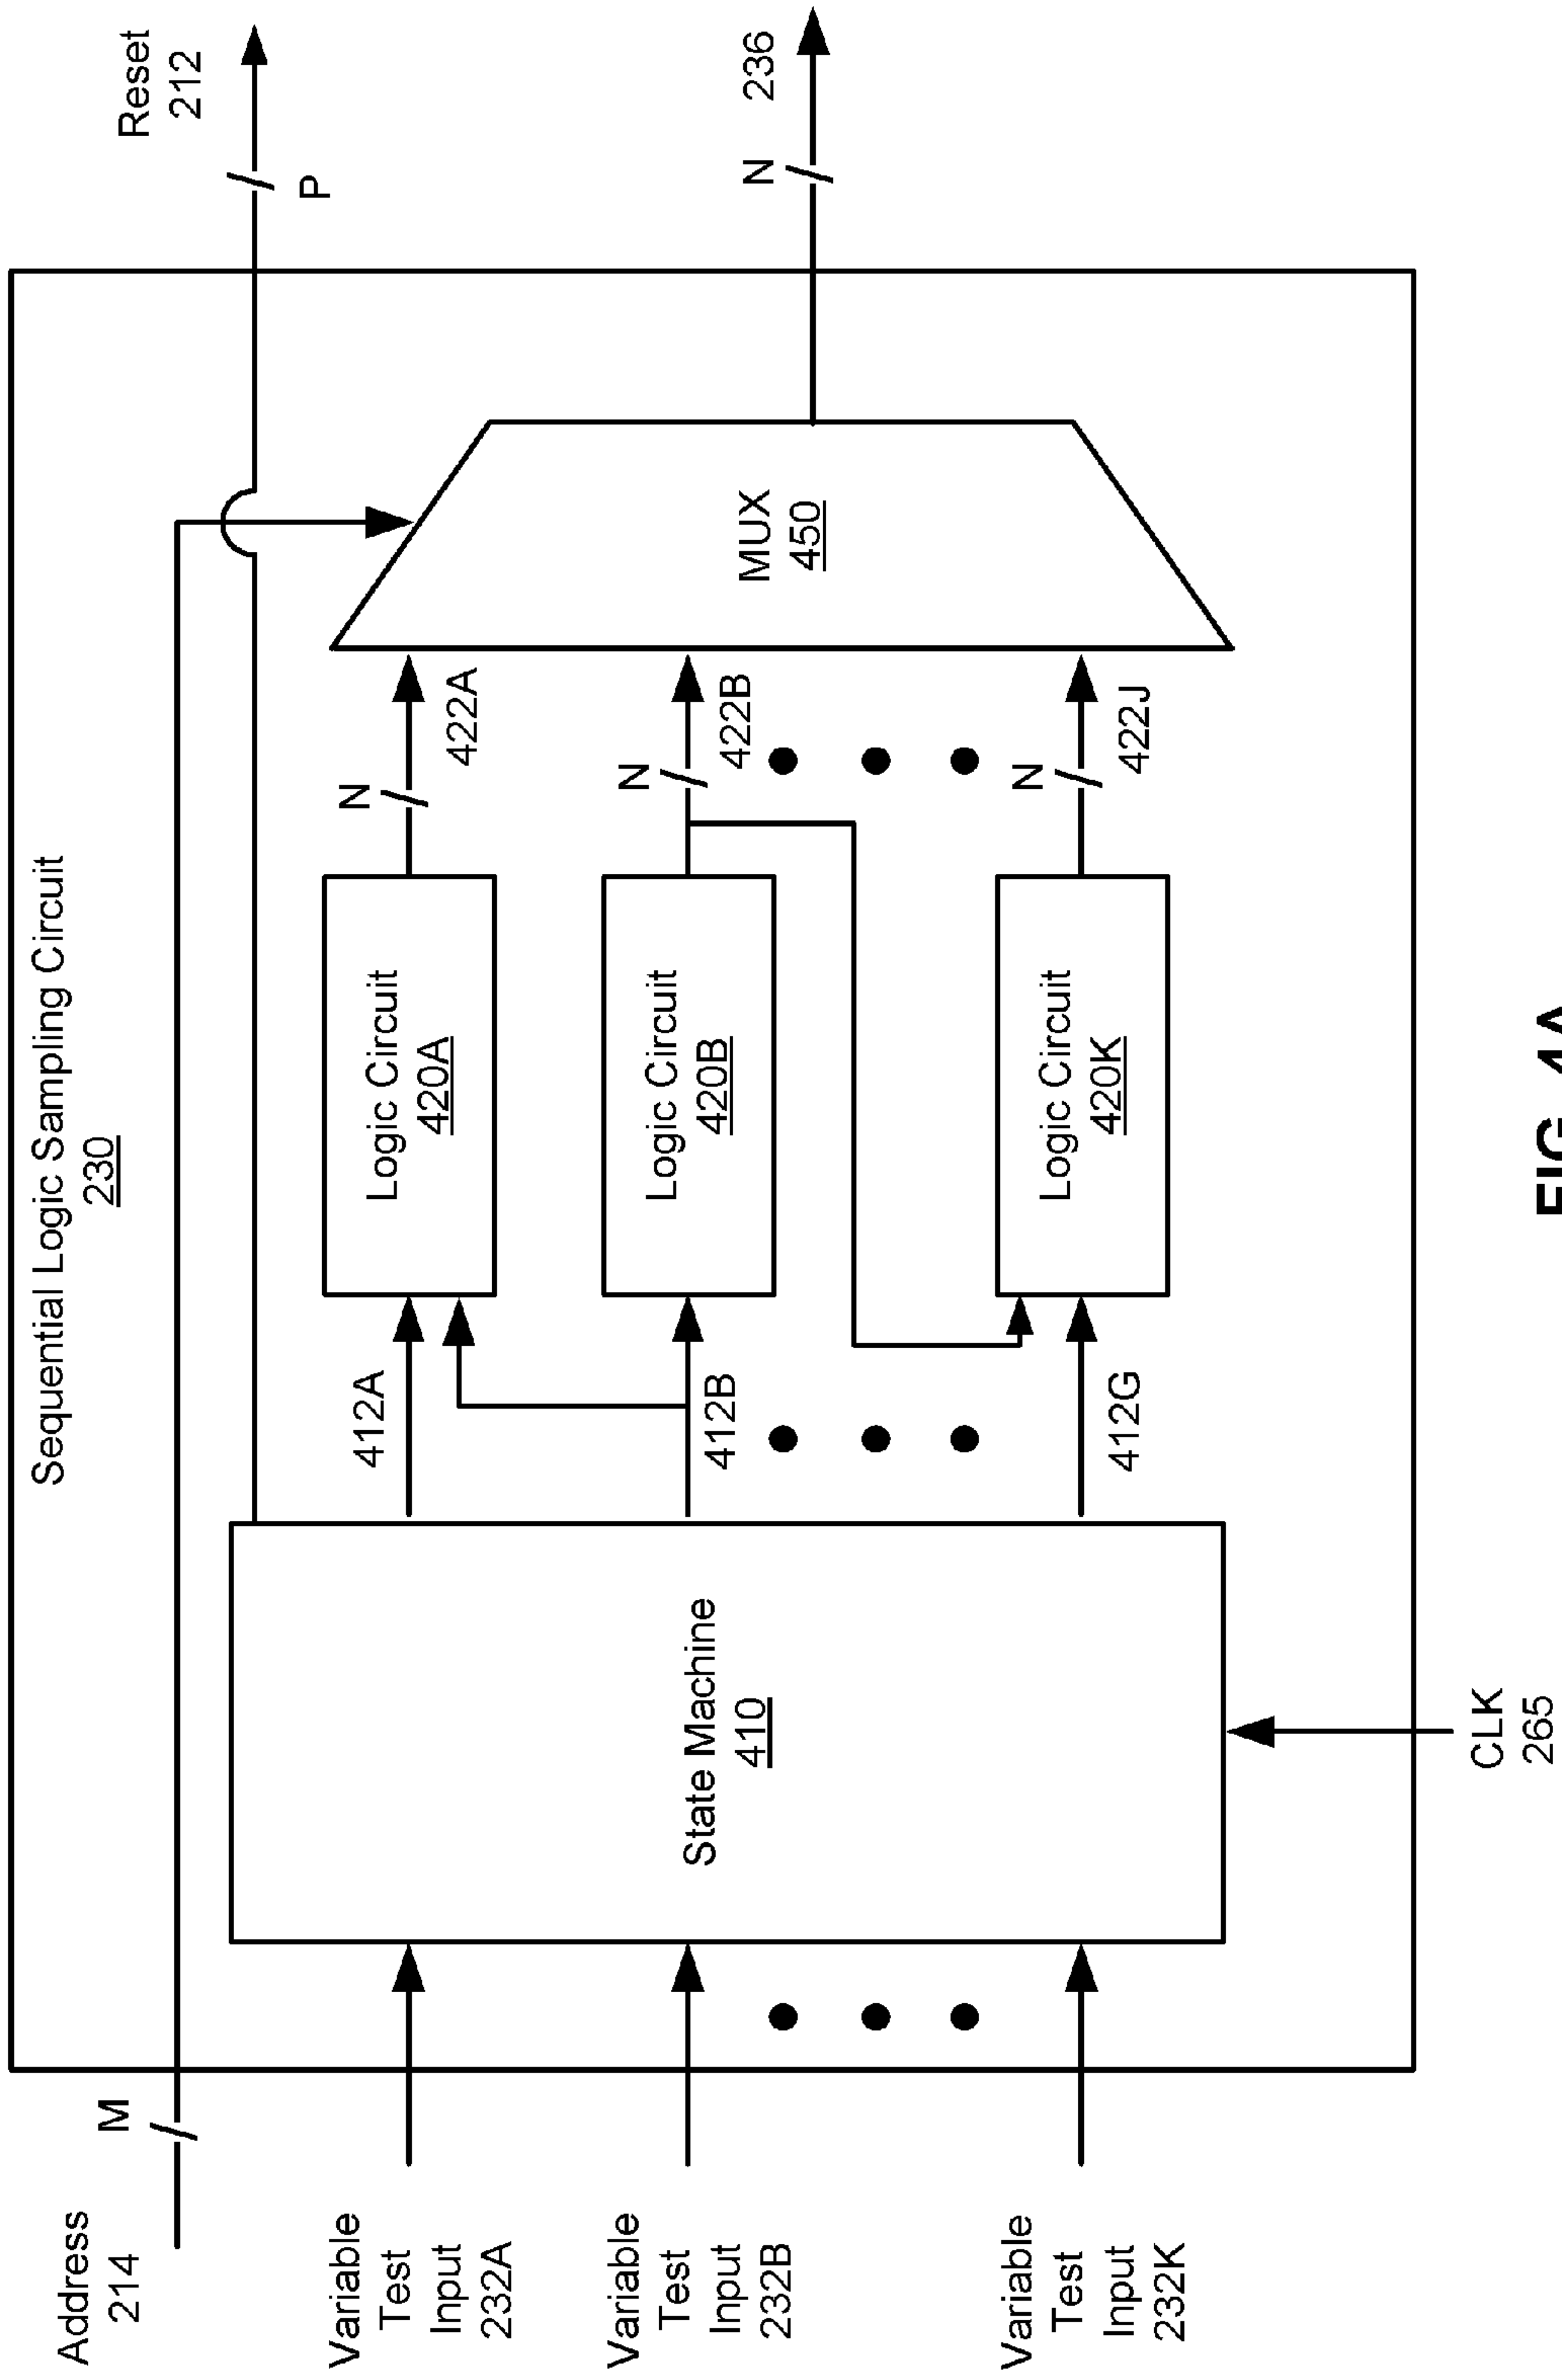 Sequential Logic Sampling Circuit
230
Address
214
M
Reset
212
P
Variable
Test
Input
232A
Variable
Test
Input
232B
Variable
Test
Input
232K
State Machine
410
CLK
265
412A
412B
412G
Logic Circuit
420A
Logic Circuit
420B
Logic Circuit
420K
N
422A
N
422B
N
422J
MUX
450
N
236
FIG. 4A